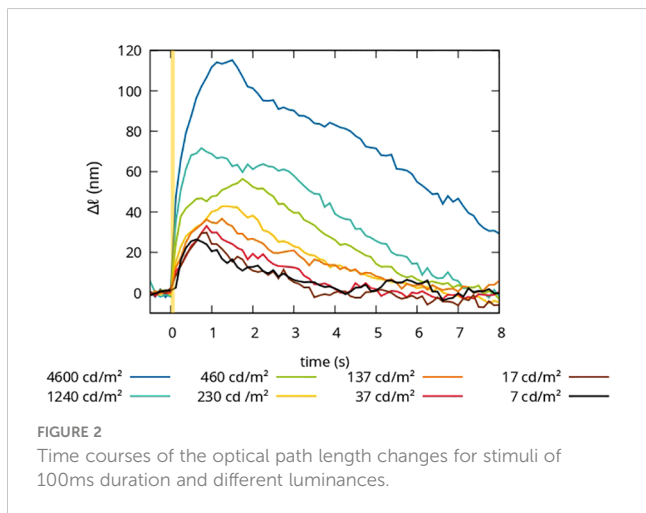 120
100
80
60
40
20
0
Δℓ (nm)
0 1 2 3 4 5 6 7 8
time (s)
4600 cd/m² 460 cd/m² 137 cd/m² 17 cd/m²
1240 cd/m² 230 cd /m² 37 cd/m² 7 cd/m²
FIGURE 2
Time courses of the optical path length changes for stimuli of
100ms duration and different luminances.